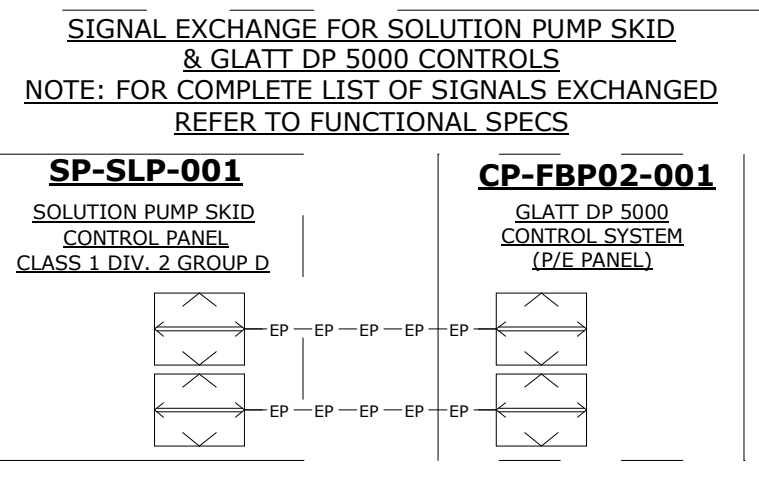 SIGNAL EXCHANGE FOR SOLUTION PUMP SKID
& GLATT DP 5000 CONTROLS
NOTE: FOR COMPLETE LIST OF SIGNALS EXCHANGED
REFER TO FUNCTIONAL SPECS
SP-SLP-001
SOLUTION PUMP SKID
CONTROL PANEL
CLASS 1 DIV. 2 GROUP D
CP-FBP02-001
GLATT DP 5000
CONTROL SYSTEM
(P/E PANEL)
EP EP EP EP EP
EP EP EP EP EP